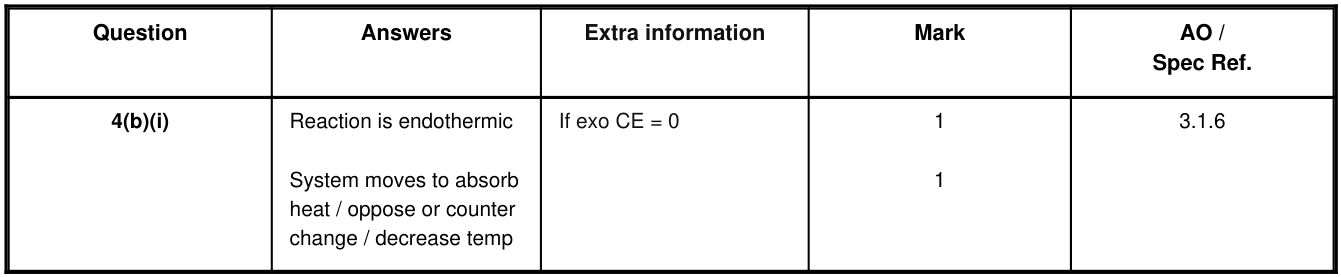 Question Answers Extra information Mark AO /
Spec Ref.
4(b)(i) Reaction is endothermic If exo CE = 0 1 3.1.6
System moves to absorb 1
heat / oppose or counter
change / decrease temp